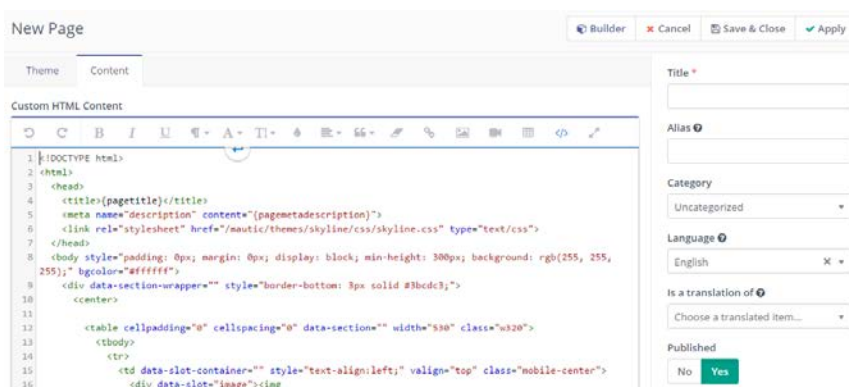 New Page
Builder
Cancel
Save & Close
Apply
Theme
Content
Custom HTML Content
1 <!DOCTYPE html>
2 <html>
3 <head>
4 <title>{pagetitle}</title>
5 <meta name="description" content="{pagemetadescription}">
6 <link rel="stylesheet" href="/mautic/themes/skyline/css/skyline.css" type="text/css">
7 </head>
8 <body style="padding: 0px; margin: 0px; display: block; min-height: 300px; background: rgb(255, 255,
255);" bgcolor="#ffffff">
9 <div data-section-wrapper="" style="border-bottom: 3px solid #3bcdc3;">
10 <center>
11
12 <table cellpadding="0" cellspacing="0" data-section="" width="530" class="w320">
13 <tbody>
14 <tr>
15 <td data-slot-container="" style="text-align:left;" valign="top" class="mobile-center">
16 <div data-slot="image"><img
Title *
Alias
Category
Uncategorized
Language
English
Is a translation of
Choose a translated item...
Published
No
Yes